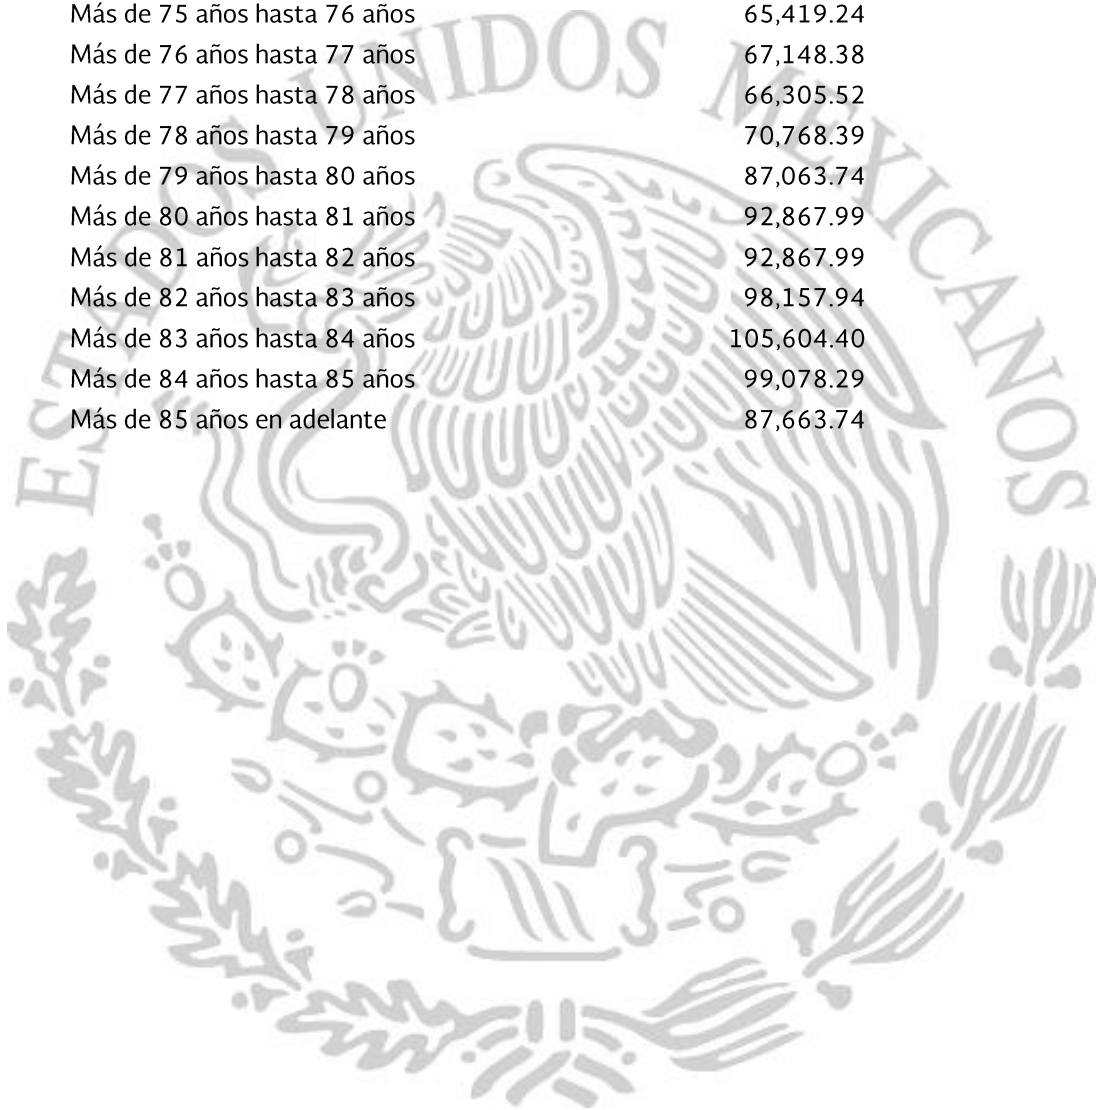 Más de 75 años hasta 76 años 65,419.24
Más de 76 años hasta 77 años 67,148.38
Más de 77 años hasta 78 años 66,305.52
Más de 78 años hasta 79 años 70,768.39
Más de 79 años hasta 80 años 87,063.74
Más de 80 años hasta 81 años 92,867.99
Más de 81 años hasta 82 años 92,867.99
Más de 82 años hasta 83 años 98,157.94
Más de 83 años hasta 84 años 105,604.40
Más de 84 años hasta 85 años 99,078.29
Más de 85 años en adelante 87,663.74
ESTADOS UNIDOS MEXICANOS